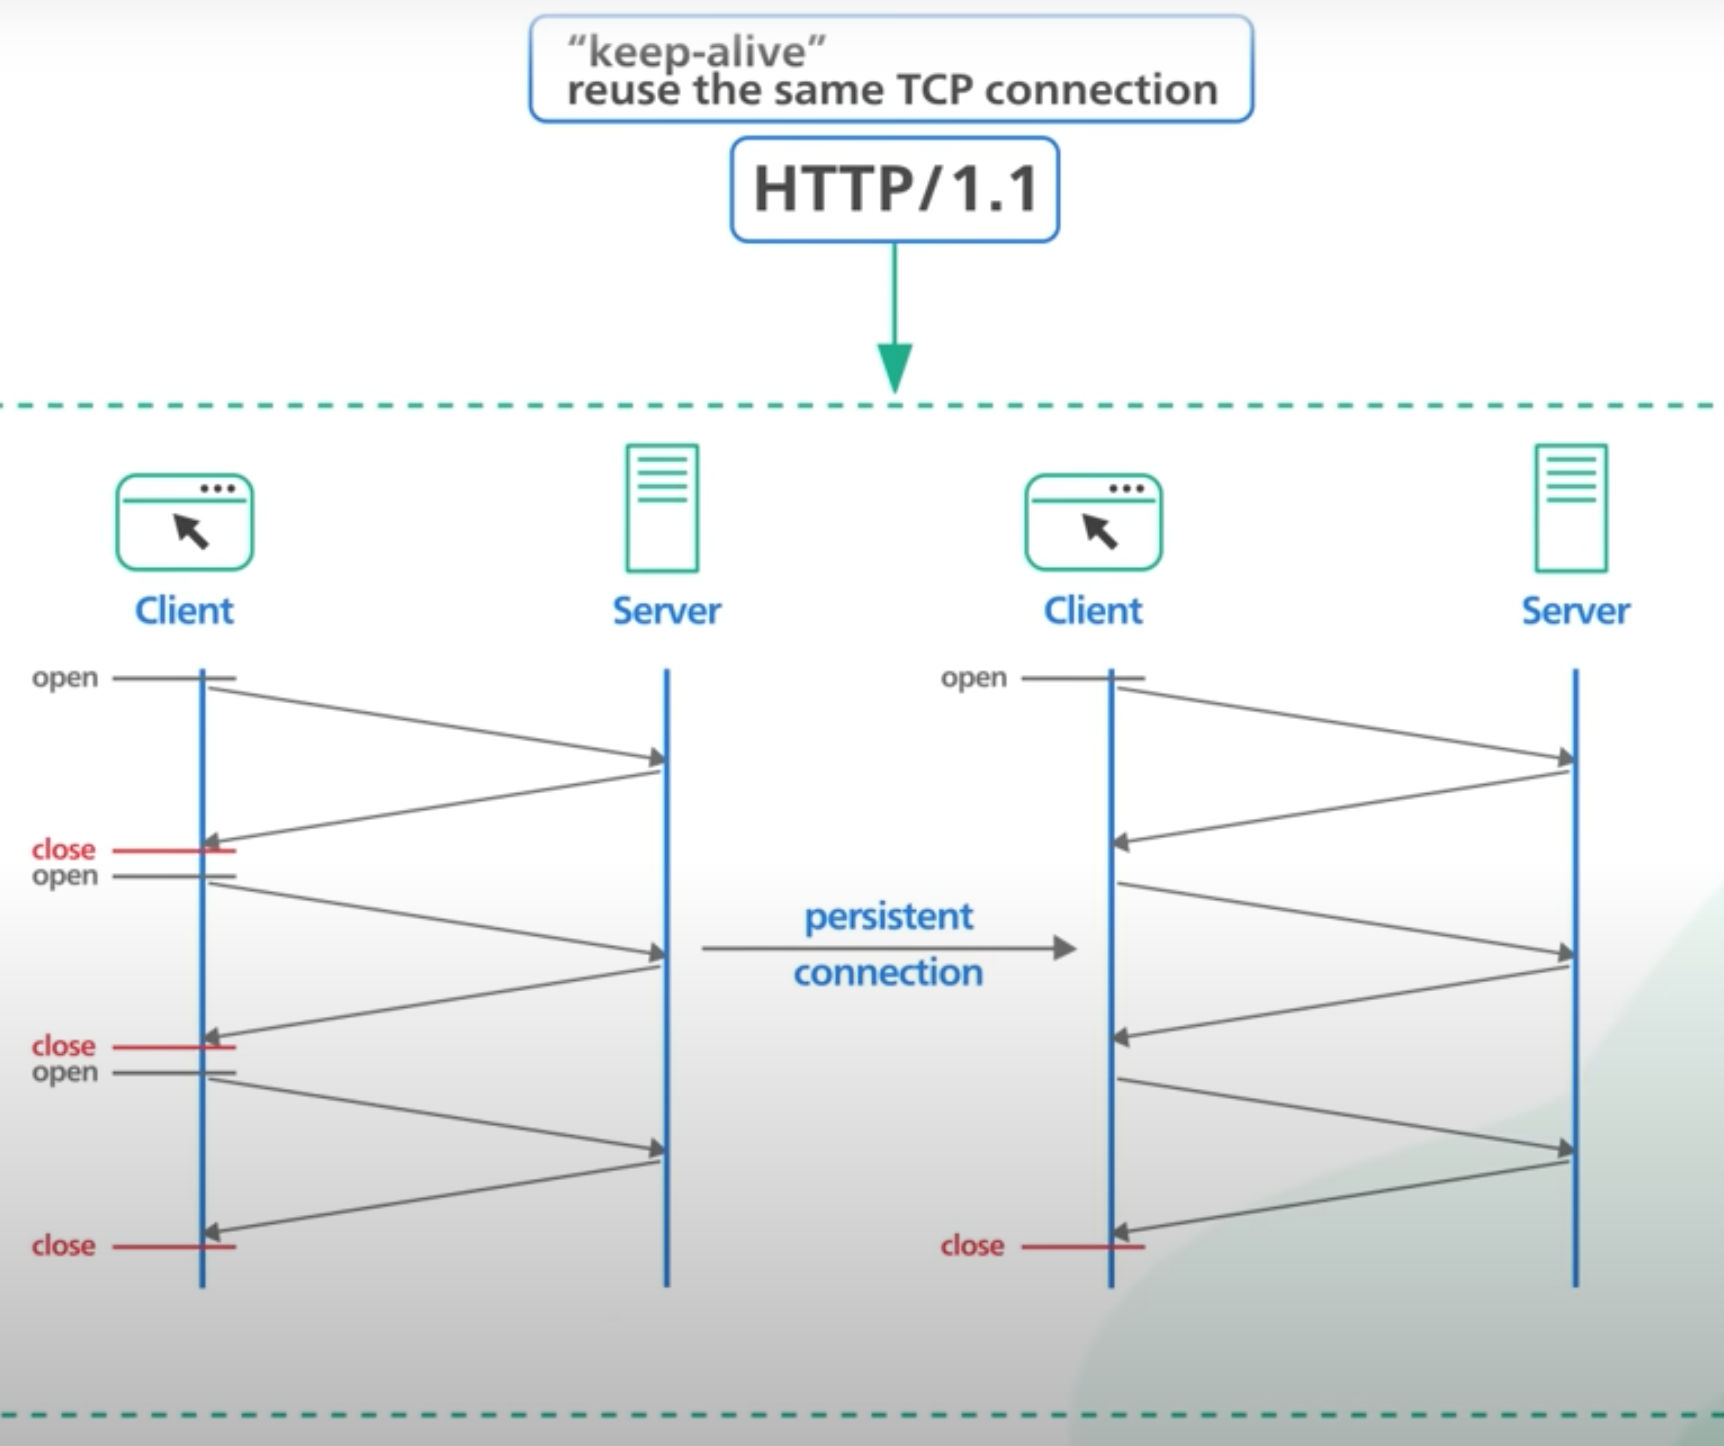 “keep-alive”
reuse the same TCP connection
HTTP/1.1
Client
Server
open
close
open
close
open
close
persistent
connection
Client
Server
open
close